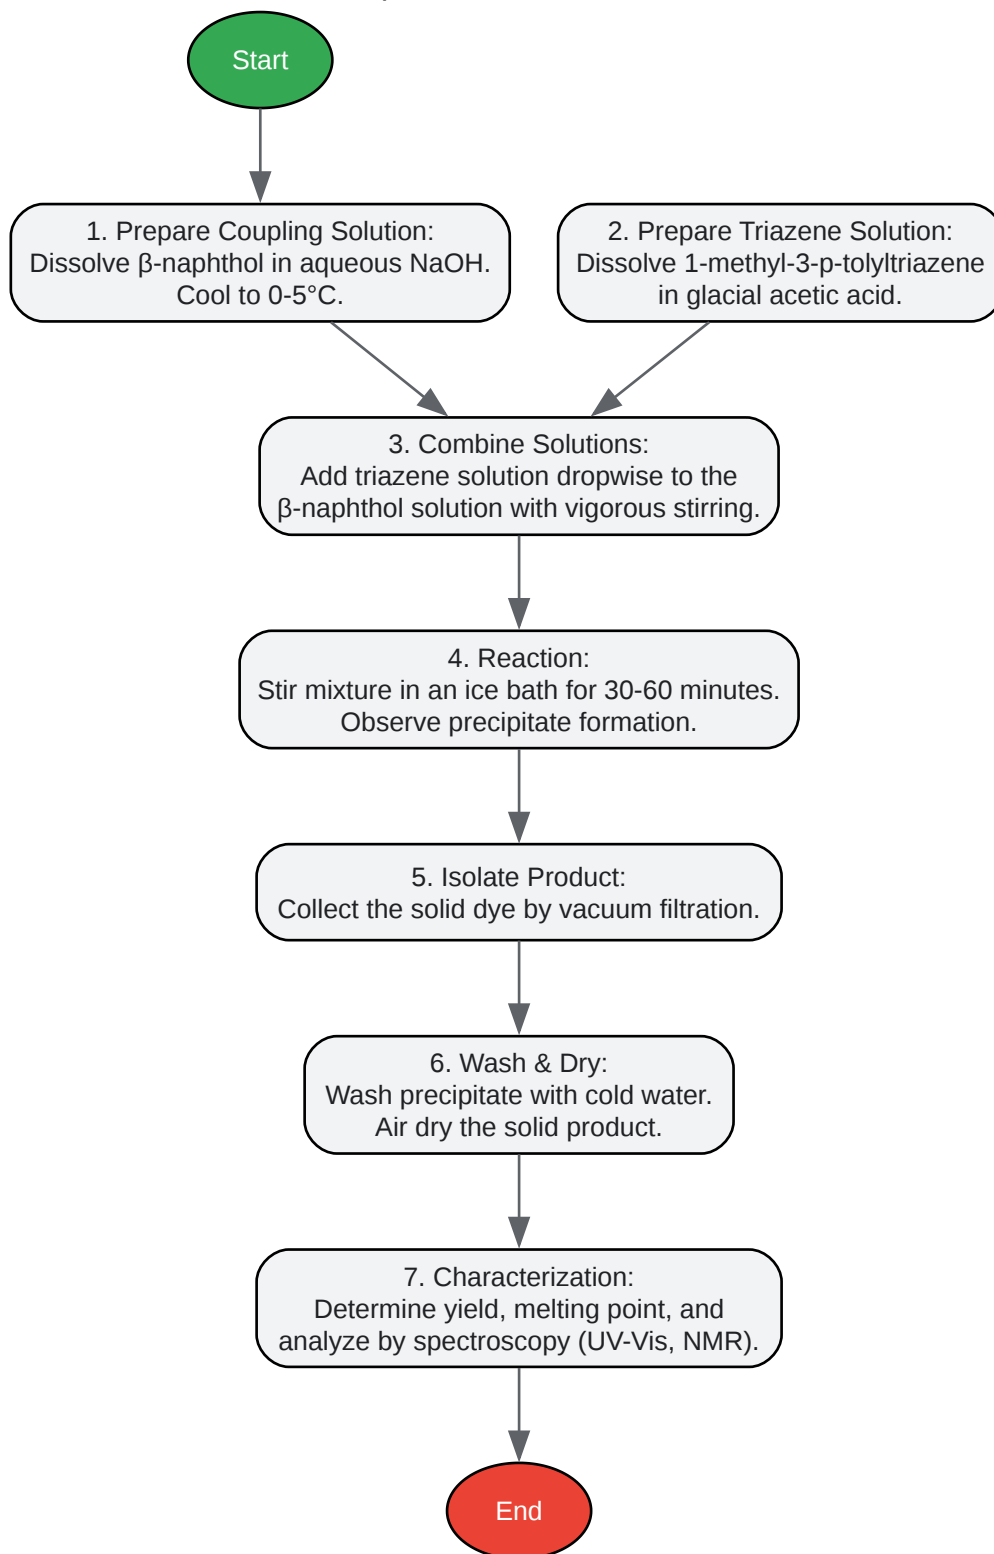 Start
1. Prepare Coupling Solution:
Dissolve β-naphthol in aqueous NaOH.
Cool to 0-5°C.
2. Prepare Triazene Solution:
Dissolve 1-methyl-3-p-tolyltriazene
in glacial acetic acid.
3. Combine Solutions:
Add triazene solution dropwise to the
β-naphthol solution with vigorous stirring.
4. Reaction:
Stir mixture in an ice bath for 30-60 minutes.
Observe precipitate formation.
5. Isolate Product:
Collect the solid dye by vacuum filtration.
6. Wash & Dry:
Wash precipitate with cold water.
Air dry the solid product.
7. Characterization:
Determine yield, melting point, and
analyze by spectroscopy (UV-Vis, NMR).
End